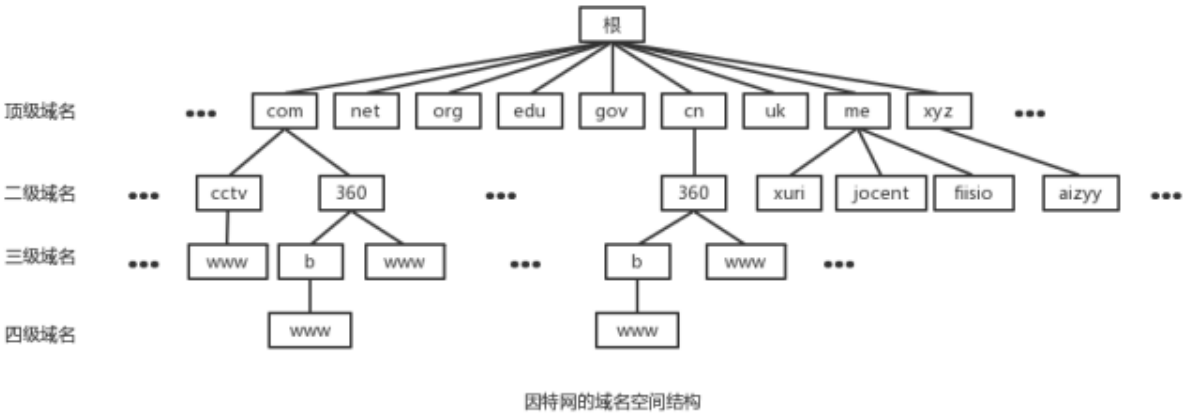 根
顶级域名 ••• com net org edu gov cn uk me xyz •••
二级域名 ••• cctv 360 ••• 360 xuri jocent fiisio aizyy •••
三级域名 ••• www b www ••• b www •••
四级域名 www www
因特网的域名空间结构